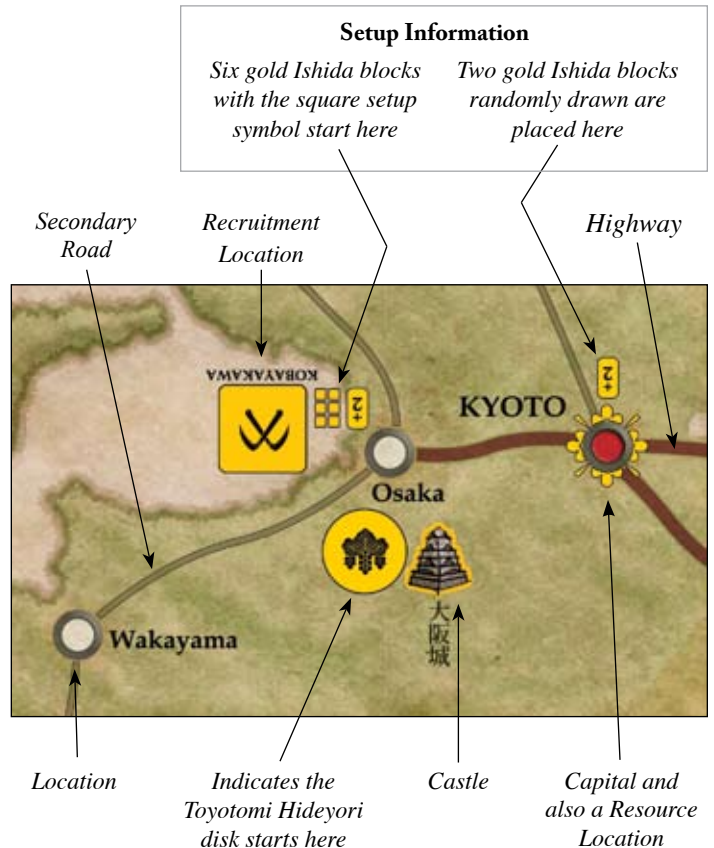 Setup Information
Six gold Ishida blocks
with the square setup
symbol start here
Two gold Ishida blocks
randomly drawn are
placed here
Secondary
Road
Recruitment
Location
Highway
KOBAYAKAWA
2+
2+
KYOTO
Osaka
大阪城
Wakayama
Location
Indicates the
Toyotomi Hideyori
disk starts here
Castle
Capital and
also a Resource
Location